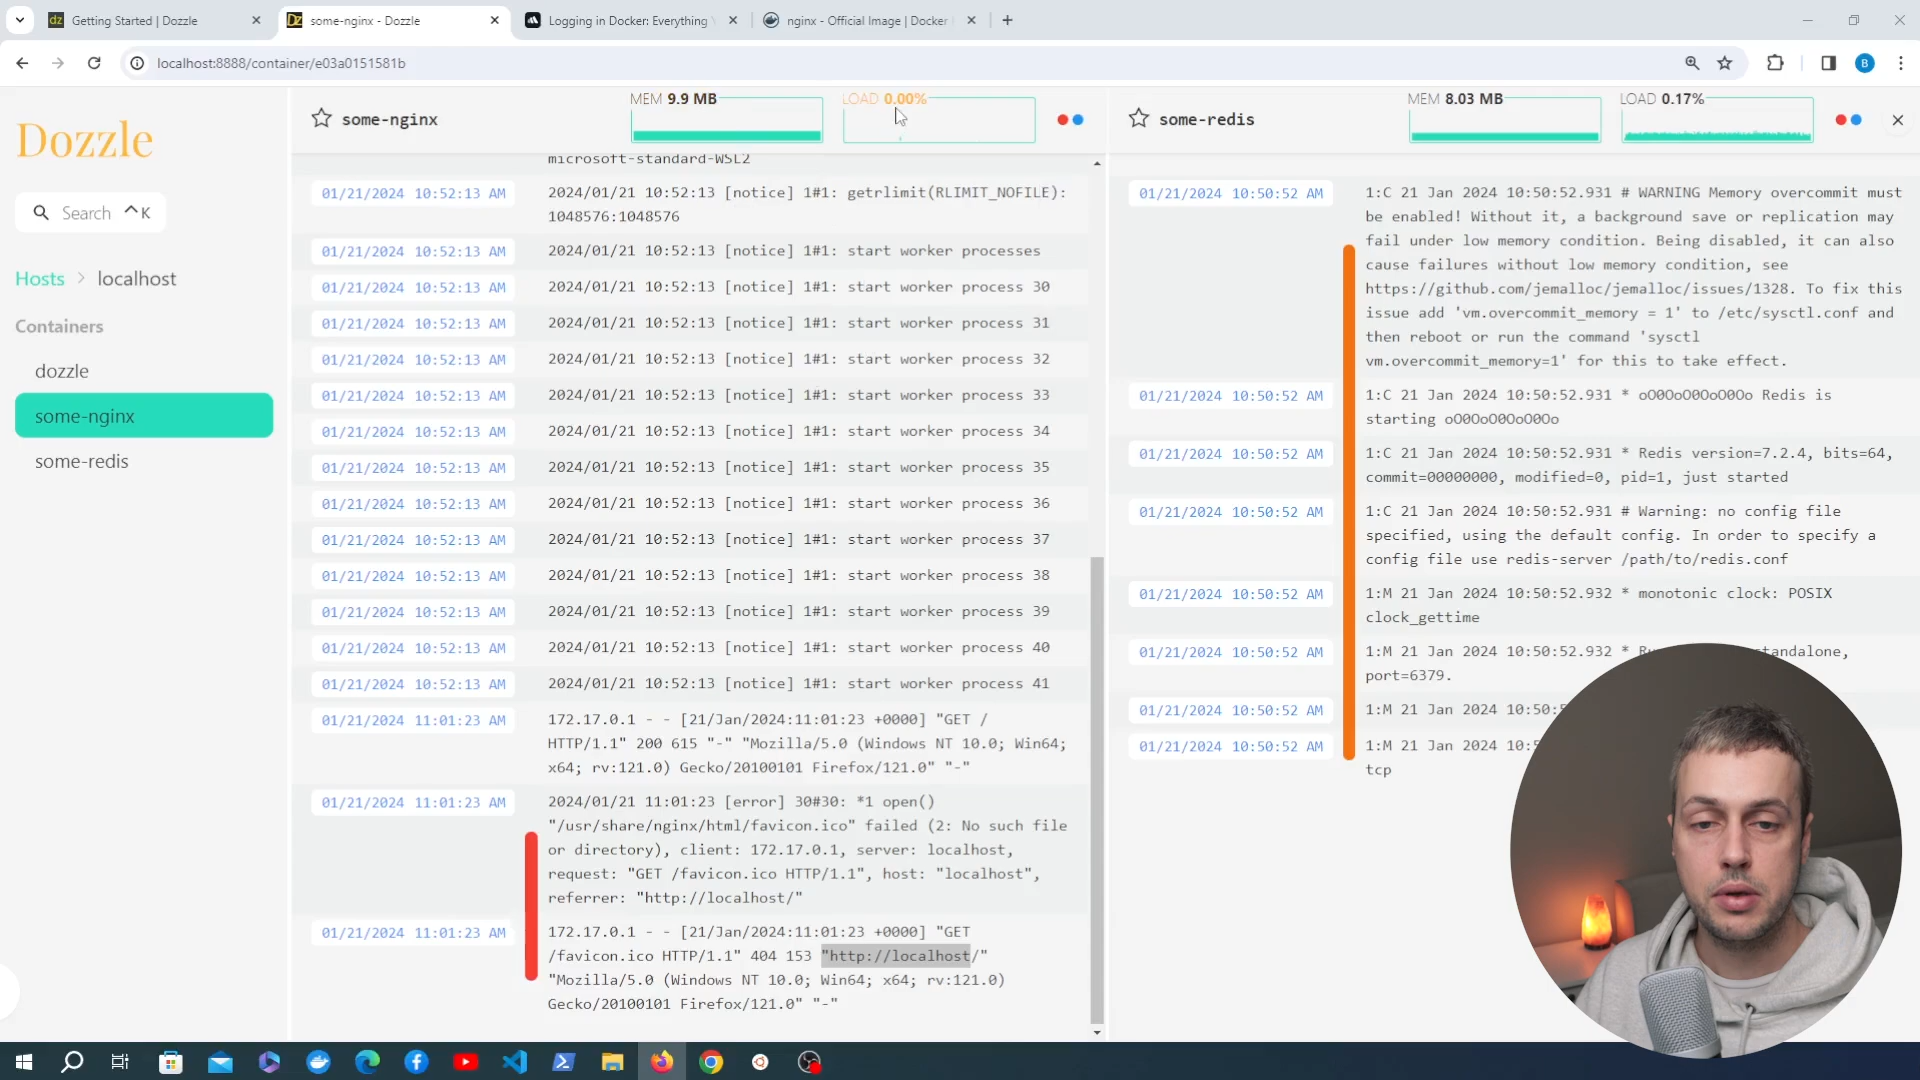 Getting Started | Dozzle
some-nginx - Dozzle
Logging in Docker: Everything
nginx - Official Image | Docker
localhost:8888/container/e03a0151581b
B
Dozzle
Search ^K
Hosts > localhost
Containers
dozzle
some-nginx
some-redis
some-nginx
MEM 9.9 MB
LOAD 0.00%
microsoft-standard-WSL2
01/21/2024 10:52:13 AM 2024/01/21 10:52:13 [notice] 1#1: getrlimit(RLIMIT_NOFILE):
1048576:1048576
01/21/2024 10:52:13 AM 2024/01/21 10:52:13 [notice] 1#1: start worker processes
01/21/2024 10:52:13 AM 2024/01/21 10:52:13 [notice] 1#1: start worker process 30
01/21/2024 10:52:13 AM 2024/01/21 10:52:13 [notice] 1#1: start worker process 31
01/21/2024 10:52:13 AM 2024/01/21 10:52:13 [notice] 1#1: start worker process 32
01/21/2024 10:52:13 AM 2024/01/21 10:52:13 [notice] 1#1: start worker process 33
01/21/2024 10:52:13 AM 2024/01/21 10:52:13 [notice] 1#1: start worker process 34
01/21/2024 10:52:13 AM 2024/01/21 10:52:13 [notice] 1#1: start worker process 35
01/21/2024 10:52:13 AM 2024/01/21 10:52:13 [notice] 1#1: start worker process 36
01/21/2024 10:52:13 AM 2024/01/21 10:52:13 [notice] 1#1: start worker process 37
01/21/2024 10:52:13 AM 2024/01/21 10:52:13 [notice] 1#1: start worker process 38
01/21/2024 10:52:13 AM 2024/01/21 10:52:13 [notice] 1#1: start worker process 39
01/21/2024 10:52:13 AM 2024/01/21 10:52:13 [notice] 1#1: start worker process 40
01/21/2024 10:52:13 AM 2024/01/21 10:52:13 [notice] 1#1: start worker process 41
01/21/2024 11:01:23 AM 172.17.0.1 - - [21/Jan/2024:11:01:23 +0000] "GET /
HTTP/1.1" 200 615 "-" "Mozilla/5.0 (Windows NT 10.0; Win64;
x64; rv:121.0) Gecko/20100101 Firefox/121.0" "-"
01/21/2024 11:01:23 AM 2024/01/21 11:01:23 [error] 30#30: *1 open()
"/usr/share/nginx/html/favicon.ico" failed (2: No such file
or directory), client: 172.17.0.1, server: localhost,
request: "GET /favicon.ico HTTP/1.1", host: "localhost",
referrer: "http://localhost/"
01/21/2024 11:01:23 AM 172.17.0.1 - - [21/Jan/2024:11:01:23 +0000] "GET
/favicon.ico HTTP/1.1" 404 153 "http://localhost/"
"Mozilla/5.0 (Windows NT 10.0; Win64; x64; rv:121.0)
Gecko/20100101 Firefox/121.0" "-"
some-redis
MEM 8.03 MB
LOAD 0.17%
01/21/2024 10:50:52 AM 1:C 21 Jan 2024 10:50:52.931 # WARNING Memory overcommit must
be enabled! Without it, a background save or replication may
fail under low memory condition. Being disabled, it can also
cause failures without low memory condition, see
https://github.com/jemalloc/jemalloc/issues/1328. To fix this
issue add 'vm.overcommit_memory = 1' to /etc/sysctl.conf and
then reboot or run the command 'sysctl
vm.overcommit_memory=1' for this to take effect.
01/21/2024 10:50:52 AM 1:C 21 Jan 2024 10:50:52.931 * oO0OoO0OoO0Oo Redis is
starting oO0OoO0OoO0Oo
01/21/2024 10:50:52 AM 1:C 21 Jan 2024 10:50:52.931 * Redis version=7.2.4, bits=64,
commit=00000000, modified=0, pid=1, just started
01/21/2024 10:50:52 AM 1:C 21 Jan 2024 10:50:52.931 # Warning: no config file
specified, using the default config. In order to specify a
config file use redis-server /path/to/redis.conf
01/21/2024 10:50:52 AM 1:M 21 Jan 2024 10:50:52.932 * monotonic clock: POSIX
clock_gettime
01/21/2024 10:50:52 AM 1:M 21 Jan 2024 10:50:52.932 *
port=6379.
01/21/2024 10:50:52 AM 1:M 21 Jan 2024
01/21/2024 10:50:52 AM 1:M 21 Jan 2024
tcp